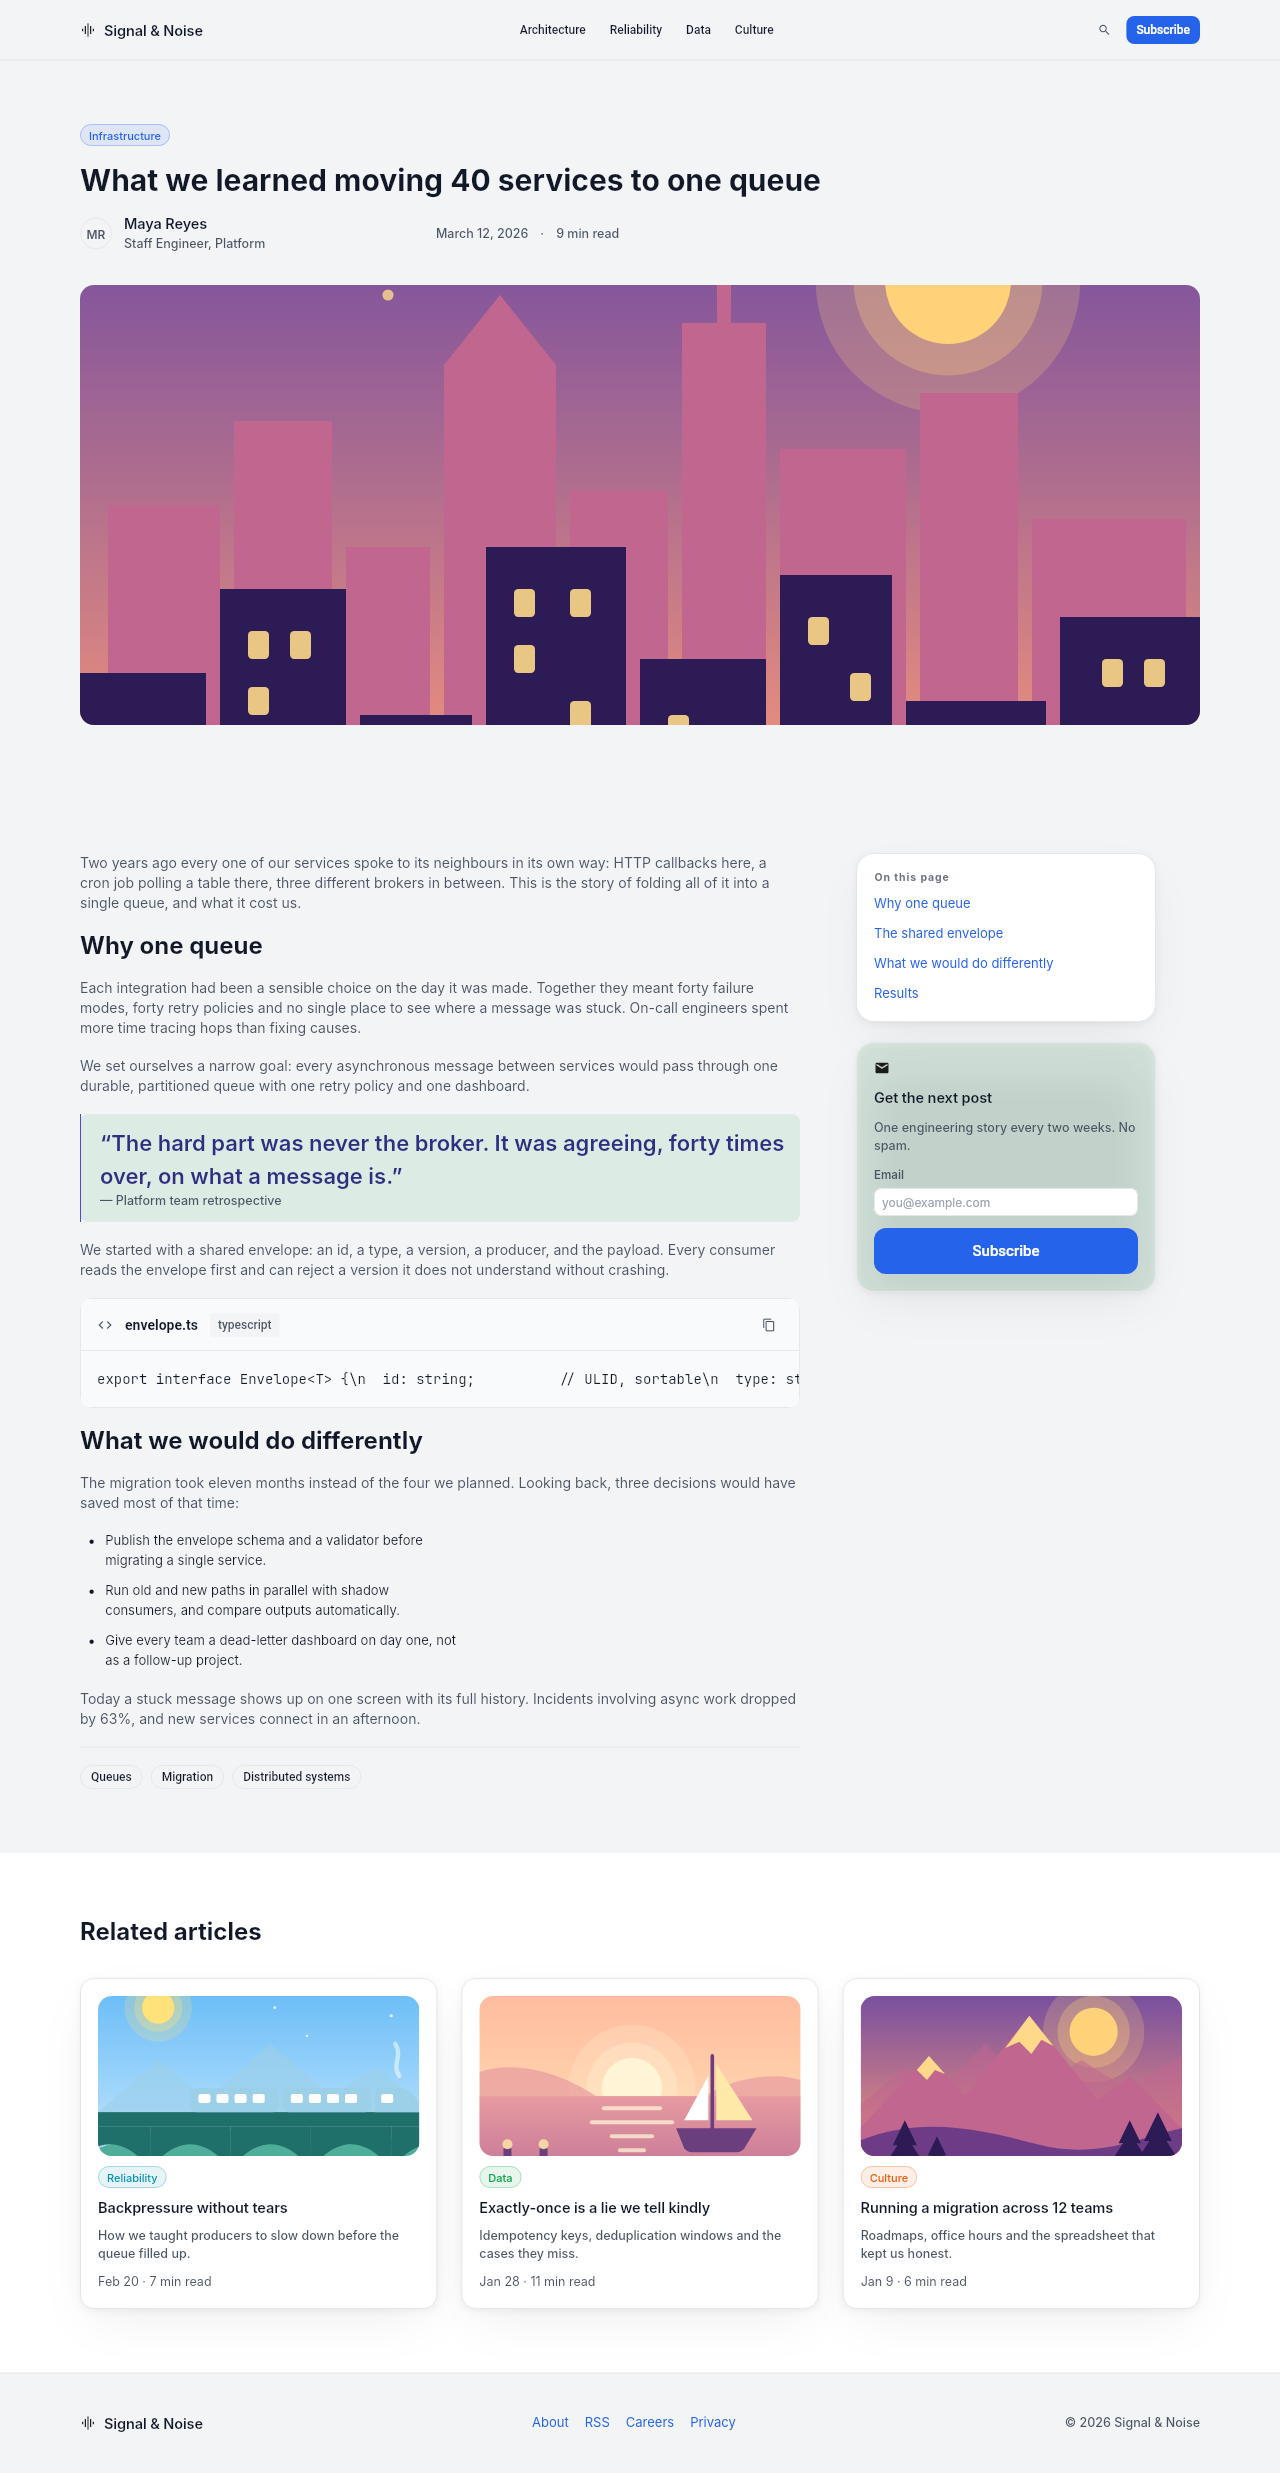 Signal & Noise
Architecture
Reliability
Data
Culture
Subscribe
Infrastructure
What we learned moving 40 services to one queue
MR
Maya Reyes
Staff Engineer, Platform
March 12, 2026 · 9 min read
Two years ago every one of our services spoke to its neighbours in its own way: HTTP callbacks here, a
cron job polling a table there, three different brokers in between. This is the story of folding all of it into a
single queue, and what it cost us.
Why one queue
Each integration had been a sensible choice on the day it was made. Together they meant forty failure
modes, forty retry policies and no single place to see where a message was stuck. On-call engineers spent
more time tracing hops than fixing causes.
We set ourselves a narrow goal: every asynchronous message between services would pass through one
durable, partitioned queue with one retry policy and one dashboard.
“The hard part was never the broker. It was agreeing, forty times
over, on what a message is.”
— Platform team retrospective
We started with a shared envelope: an id, a type, a version, a producer, and the payload. Every consumer
reads the envelope first and can reject a version it does not understand without crashing.
envelope.ts typescript
export interface Envelope<T> {\n  id: string;          // ULID, sortable\n  type: st
What we would do differently
The migration took eleven months instead of the four we planned. Looking back, three decisions would have
saved most of that time:
• Publish the envelope schema and a validator before
migrating a single service.
• Run old and new paths in parallel with shadow
consumers, and compare outputs automatically.
• Give every team a dead-letter dashboard on day one, not
as a follow-up project.
Today a stuck message shows up on one screen with its full history. Incidents involving async work dropped
by 63%, and new services connect in an afternoon.
Queues
Migration
Distributed systems
On this page
Why one queue
The shared envelope
What we would do differently
Results
Get the next post
One engineering story every two weeks. No
spam.
Email
you@example.com
Subscribe
Related articles
Reliability
Backpressure without tears
How we taught producers to slow down before the
queue filled up.
Feb 20 · 7 min read
Data
Exactly-once is a lie we tell kindly
Idempotency keys, deduplication windows and the
cases they miss.
Jan 28 · 11 min read
Culture
Running a migration across 12 teams
Roadmaps, office hours and the spreadsheet that
kept us honest.
Jan 9 · 6 min read
Signal & Noise
About
RSS
Careers
Privacy
© 2026 Signal & Noise